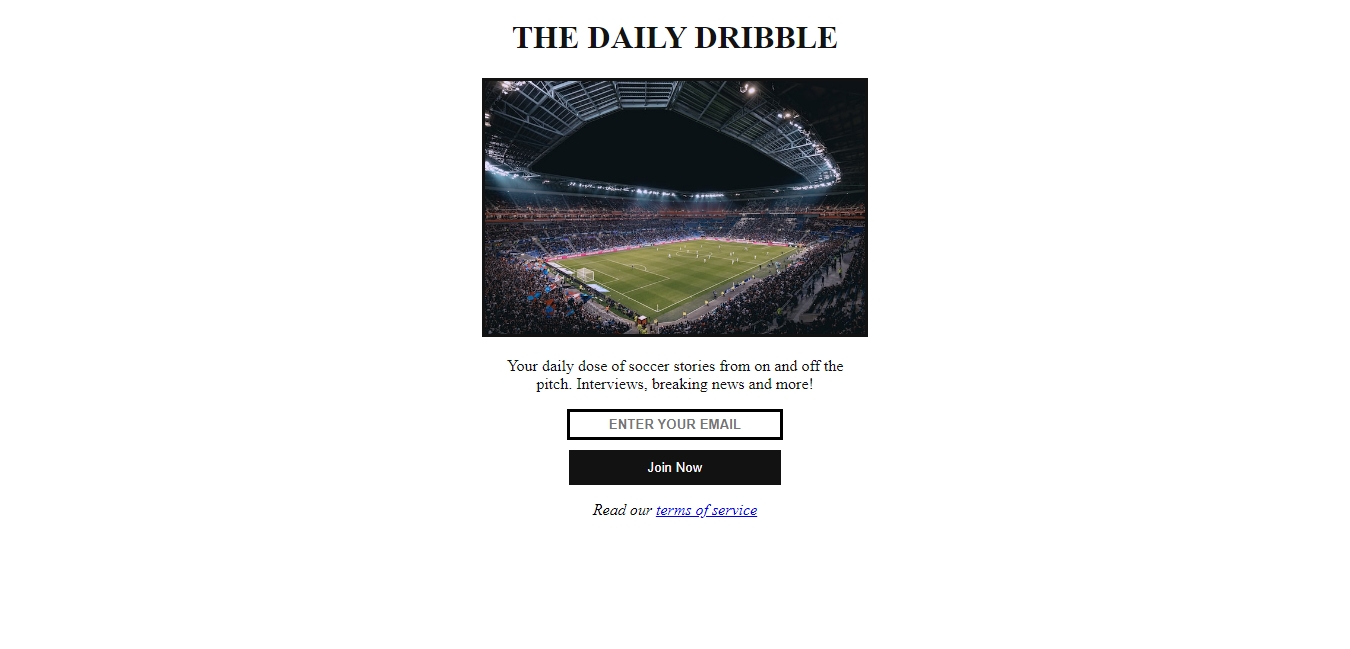 THE DAILY DRIBBLE
Your daily dose of soccer stories from on and off the
pitch. Interviews, breaking news and more!
ENTER YOUR EMAIL
Join Now
Read our terms of service